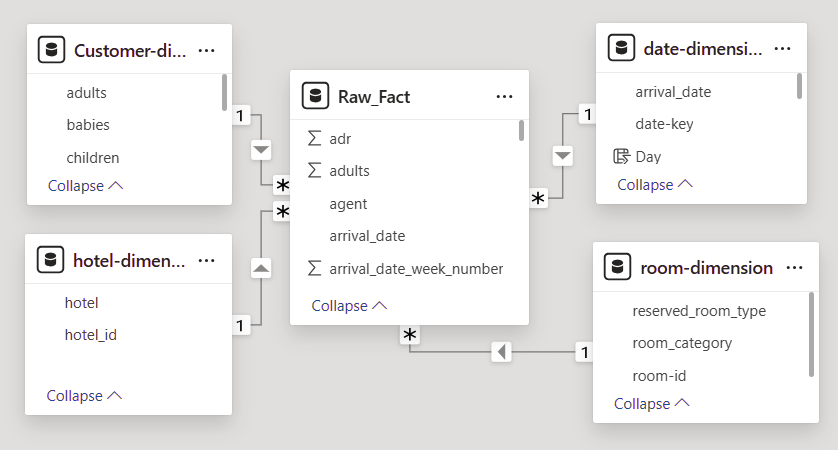 Customer-di... ...
adults
babies
children
Collapse
1
*
Raw_Fact ...
Σ adr
Σ adults
agent
arrival_date
Σ arrival_date_week_number
Collapse
date-dimensi... ...
arrival_date
date-key
Day
Collapse
1
*
hotel-dimen... ...
hotel
hotel_id
Collapse
1
*
room-dimension ...
reserved_room_type
room_category
room-id
Collapse
1
*